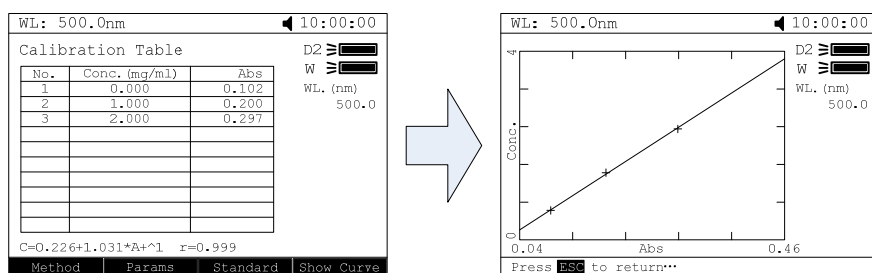 WL: 500.0nm 10:00:00
Calibration Table D2
W
WL.(nm)
500.0
No. Conc.(mg/ml) Abs
1 0.000 0.102
2 1.000 0.200
3 2.000 0.297
C=0.226+1.031*A+^1 r=0.999
Method Params Standard Show Curve
WL: 500.0nm 10:00:00
D2
W
WL.(nm)
500.0
4
Conc.
0
0.04 Abs 0.46
Press ESC to return…